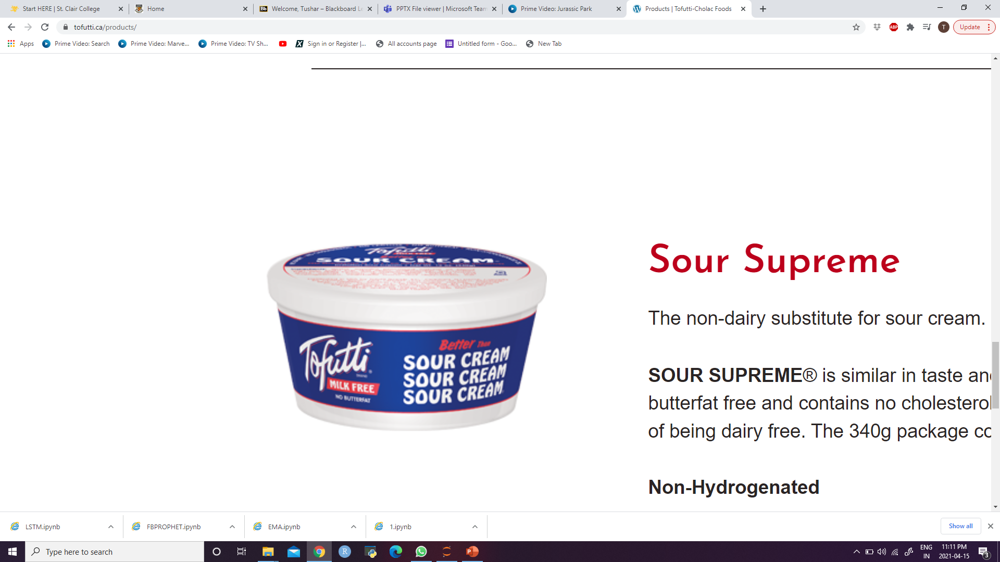 Start HERE | St. Clair College
Home
Welcome, Tushar – Blackboard Le
PPTX File viewer | Microsoft Team
Prime Video: Jurassic Park
Products | Tofutti-Cholac Foods
tofutti.ca/products/
ABP
T
Update
Apps
Prime Video: Search
Prime Video: Marve...
Prime Video: TV Sh...
Sign in or Register |...
All accounts page
Untitled form - Goo...
New Tab
Tofutti
SOUR CREAM
Tofutti
BRAND
MILK FREE
NO BUTTERFAT
Better Than
SOUR CREAM
SOUR CREAM
SOUR CREAM
Sour Supreme
The non-dairy substitute for sour cream.
SOUR SUPREME® is similar in taste an
butterfat free and contains no cholesterol
of being dairy free. The 340g package co
Non-Hydrogenated
LSTM.ipynb
FBPROPHET.ipynb
EMA.ipynb
1.ipynb
Show all
Type here to search
ENG
IN
11:11 PM
2021-04-15
3